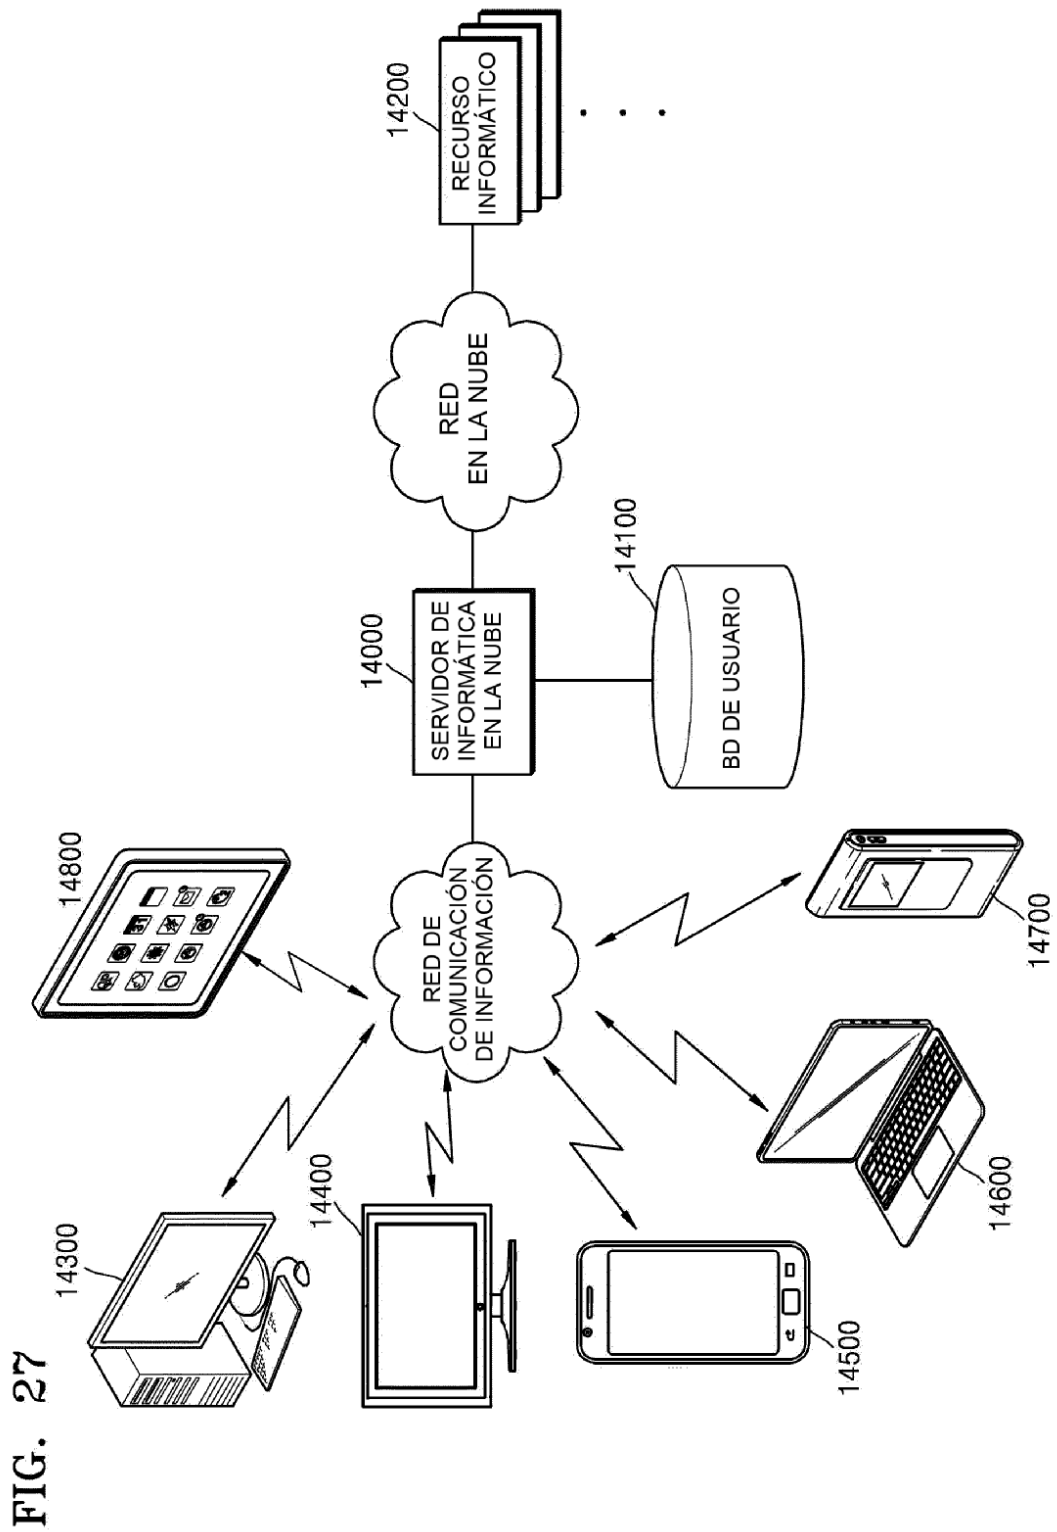 FIG. 27
14300
14800
14400
14500
14600
14700
RED DE
COMUNICACIÓN
DE INFORMACIÓN
14000
SERVIDOR DE
INFORMÁTICA
EN LA NUBE
14100
BD DE USUARIO
RED
EN LA NUBE
14200
RECURSO
INFORMÁTICO